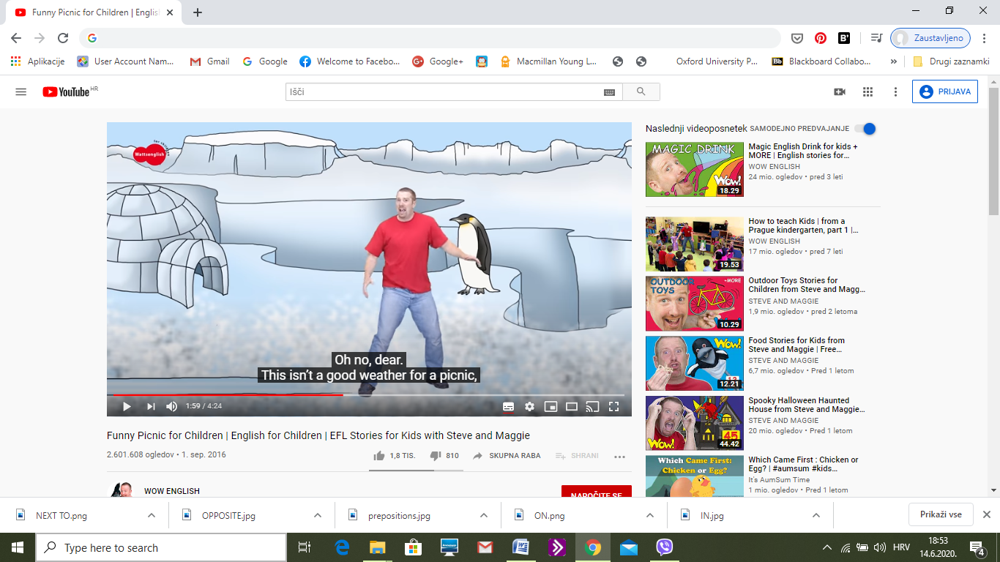 Funny Picnic for Children | Englis
Zaustavljeno
Aplikacije
User Account Nam...
Gmail
Google
Welcome to Facebo...
Google+
Macmillan Young L...
Oxford University P...
Blackboard Collabo...
»
Drugi zaznamki
YouTube HR
Išči
PRIJAVA
for children
Wattsenglish
Oh no, dear.
This isn't a good weather for a picnic,
1:59 / 4:24
Funny Picnic for Children | English for Children | EFL Stories for Kids with Steve and Maggie
2.601.608 ogledov • 1. sep. 2016
1,8 TIS.
810
SKUPNA RABA
SHRANI
WOW ENGLISH
NAROČITE SE
Naslednji videoposnetek
SAMODEJNO PREDVAJANJE
MAGIC DRINK
Wow!
18.29
Magic English Drink for kids +
MORE | English stories for...
WOW ENGLISH
24 mio. ogledov • pred 3 leti
19.53
How to teach Kids | from a
Prague kindergarten, part 1 |...
WOW ENGLISH
17 mio. ogledov • pred 7 leti
OUTDOOR
TOYS
+MORE
10.29
Outdoor Toys Stories for
Children from Steve and Magg...
STEVE AND MAGGIE
1,9 mio. ogledov • pred 2 letoma
Wow!
12.21
Food Stories for Kids from
Steve and Maggie | Free...
STEVE AND MAGGIE
6,7 mio. ogledov • Pred 1 letom
Wow!
45
44.42
Spooky Halloween Haunted
House from Steve and Maggie...
STEVE AND MAGGIE
20 mio. ogledov • Pred 1 letom
Which Came First:
Chicken or Egg?
Which Came First : Chicken or
Egg? | #aumsum #kids...
It's AumSum Time
1 mio. ogledov • Pred 1 letom
NEXT TO.png
OPPOSITE.jpg
prepositions.jpg
ON.png
IN.jpg
Prikaži vse
Type here to search
HRV
18:53
14.6.2020.
4